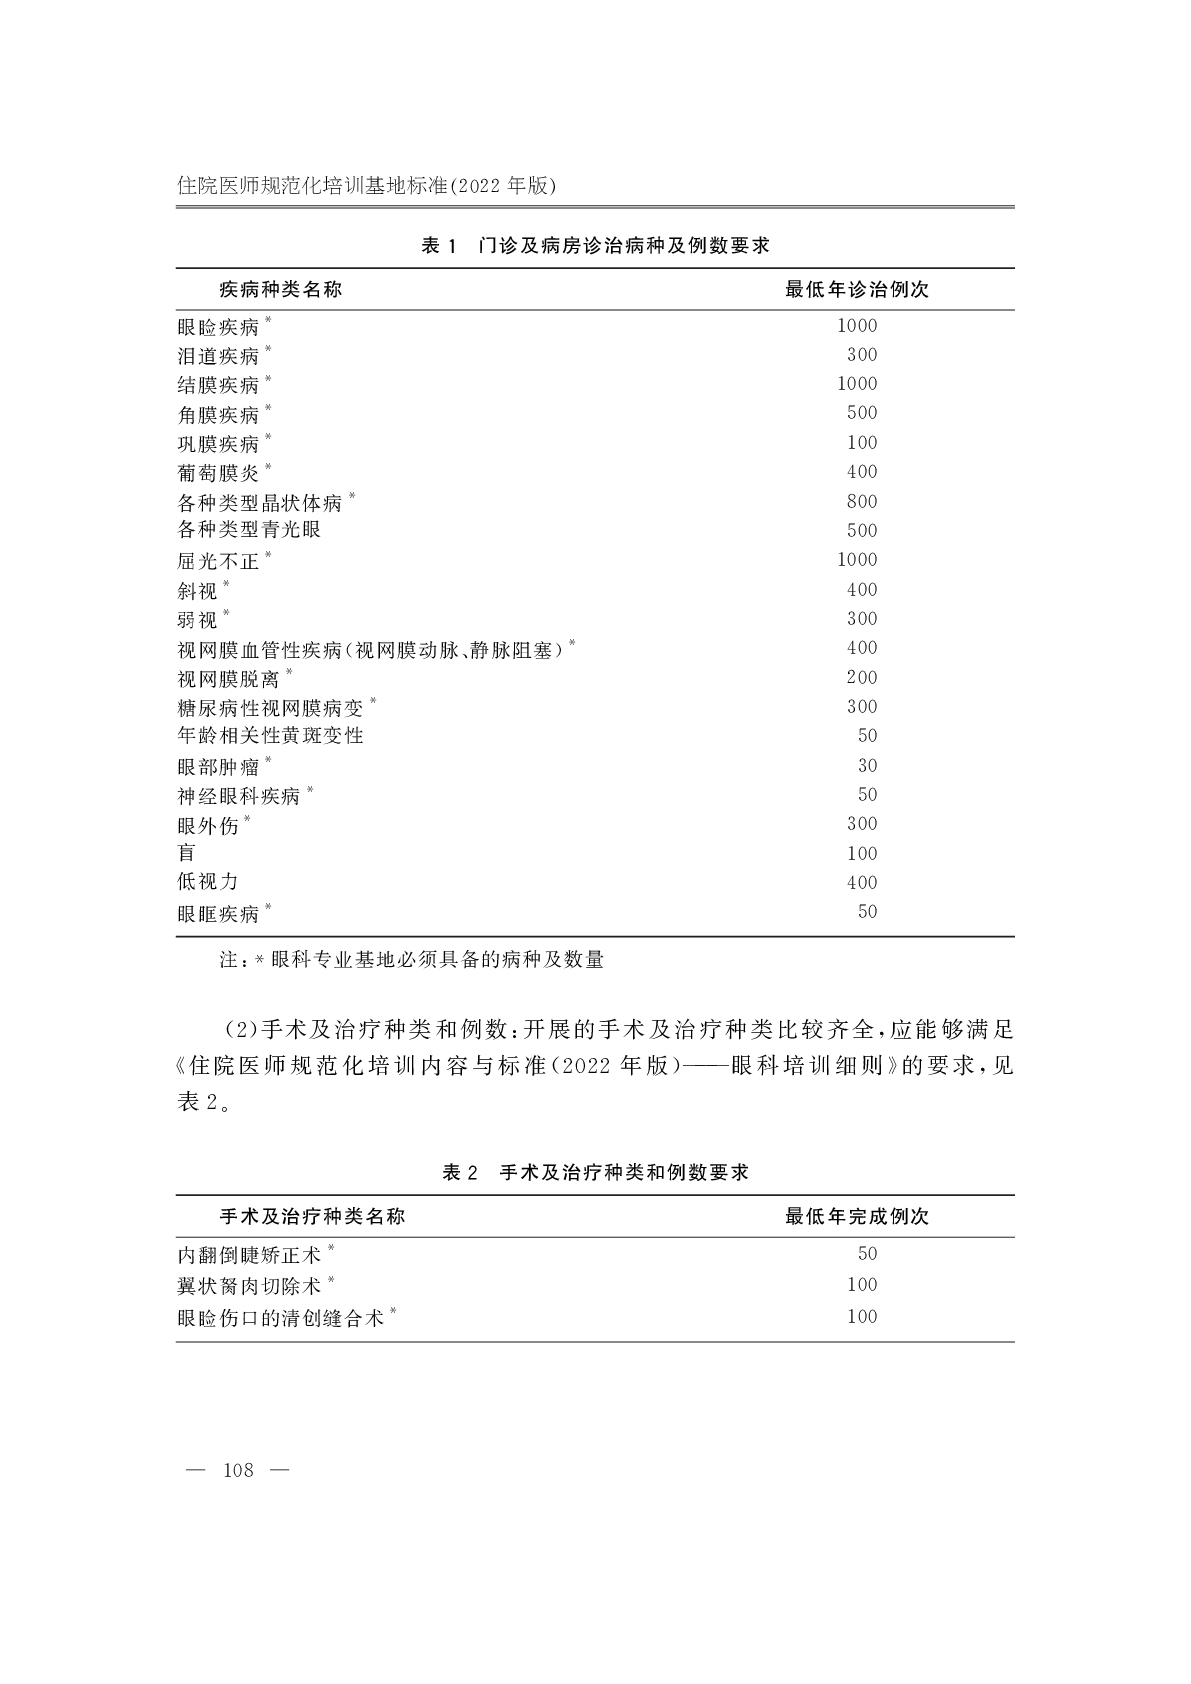 住院医师规范化培训基地标准(2022 年版)
表 1　门诊及病房诊治病种及例数要求
疾病种类名称　最低年诊治例次
眼睑疾病*　1000
泪道疾病*　300
结膜疾病*　1000
角膜疾病*　500
巩膜疾病*　100
葡萄膜炎*　400
各种类型晶状体病*　800
各种类型青光眼　500
屈光不正*　1000
斜视*　400
弱视*　300
视网膜血管性疾病(视网膜动脉、静脉阻塞)*　400
视网膜脱离*　200
糖尿病性视网膜病变*　300
年龄相关性黄斑变性　50
眼部肿瘤*　30
神经眼科疾病*　50
眼外伤*　300
盲　100
低视力　400
眼眶疾病*　50
注:*眼科专业基地必须具备的病种及数量
(2)手术及治疗种类和例数:开展的手术及治疗种类比较齐全,应能够满足
《住院医师规范化培训内容与标准(2022 年版)——眼科培训细则》的要求,见
表 2。
表 2　手术及治疗种类和例数要求
手术及治疗种类名称　最低年完成例次
内翻倒睫矫正术*　50
翼状胬肉切除术*　100
眼睑伤口的清创缝合术*　100
— 108 —